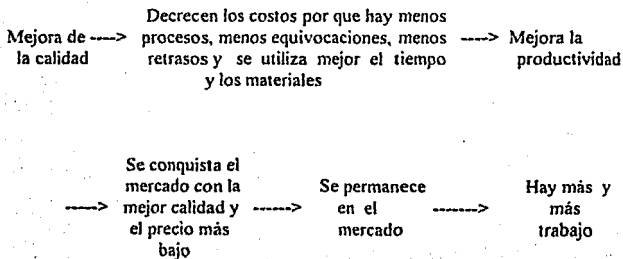 Decrecen los costos por que hay menos
Mejora de ----> procesos, menos equivocaciones, menos ----> Mejora la
la calidad retrasos y se utiliza mejor el tiempo productividad
y los materiales
Se conquista el
mercado con la Se permanece Hay más y
----> mejor calidad y ------> en el -------> más
el precio más mercado trabajo
bajo